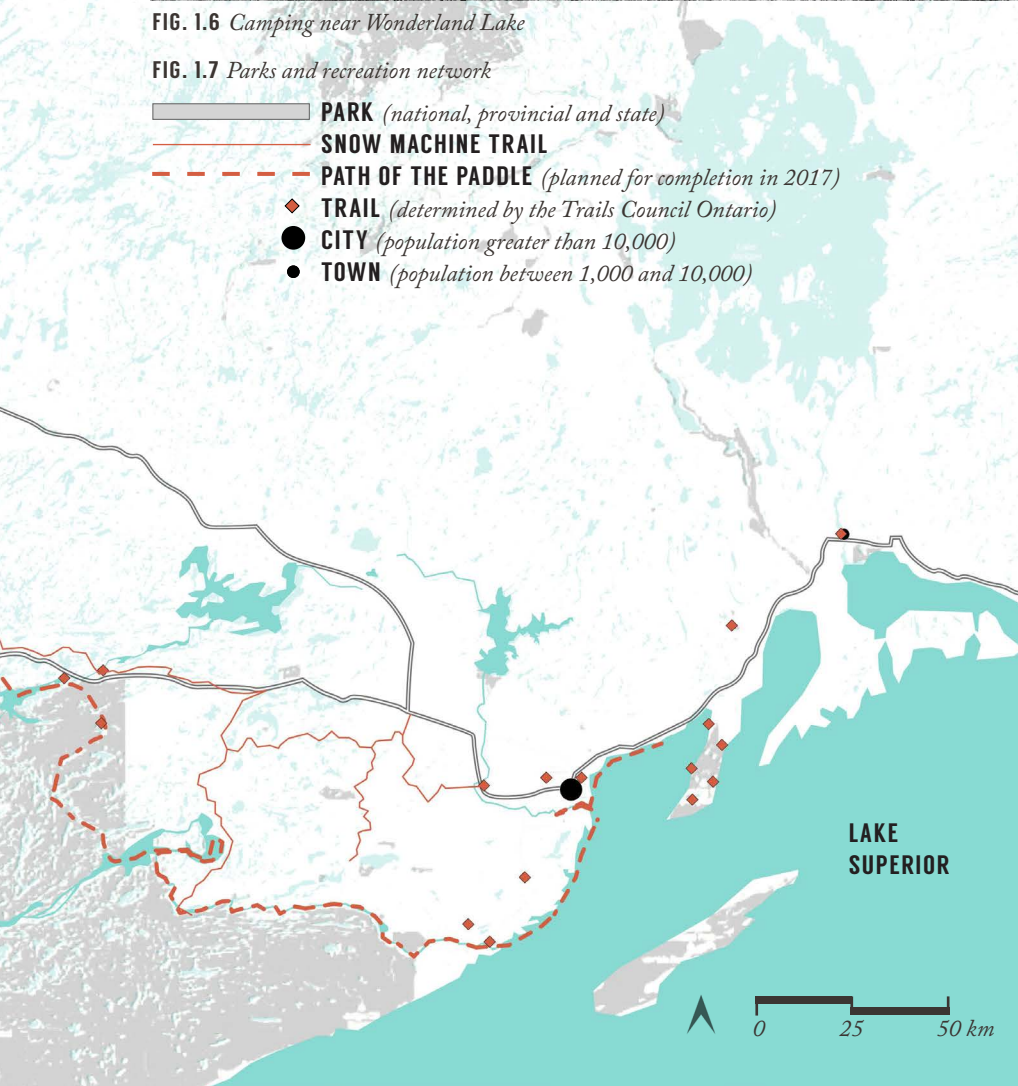 FIG. 1.6 Camping near Wonderland Lake
FIG. 1.7 Parks and recreation network
PARK (national, provincial and state)
SNOW MACHINE TRAIL
PATH OF THE PADDLE (planned for completion in 2017)
TRAIL (determined by the Trails Council Ontario)
CITY (population greater than 10,000)
TOWN (population between 1,000 and 10,000)
LAKE
SUPERIOR
0 25 50 km